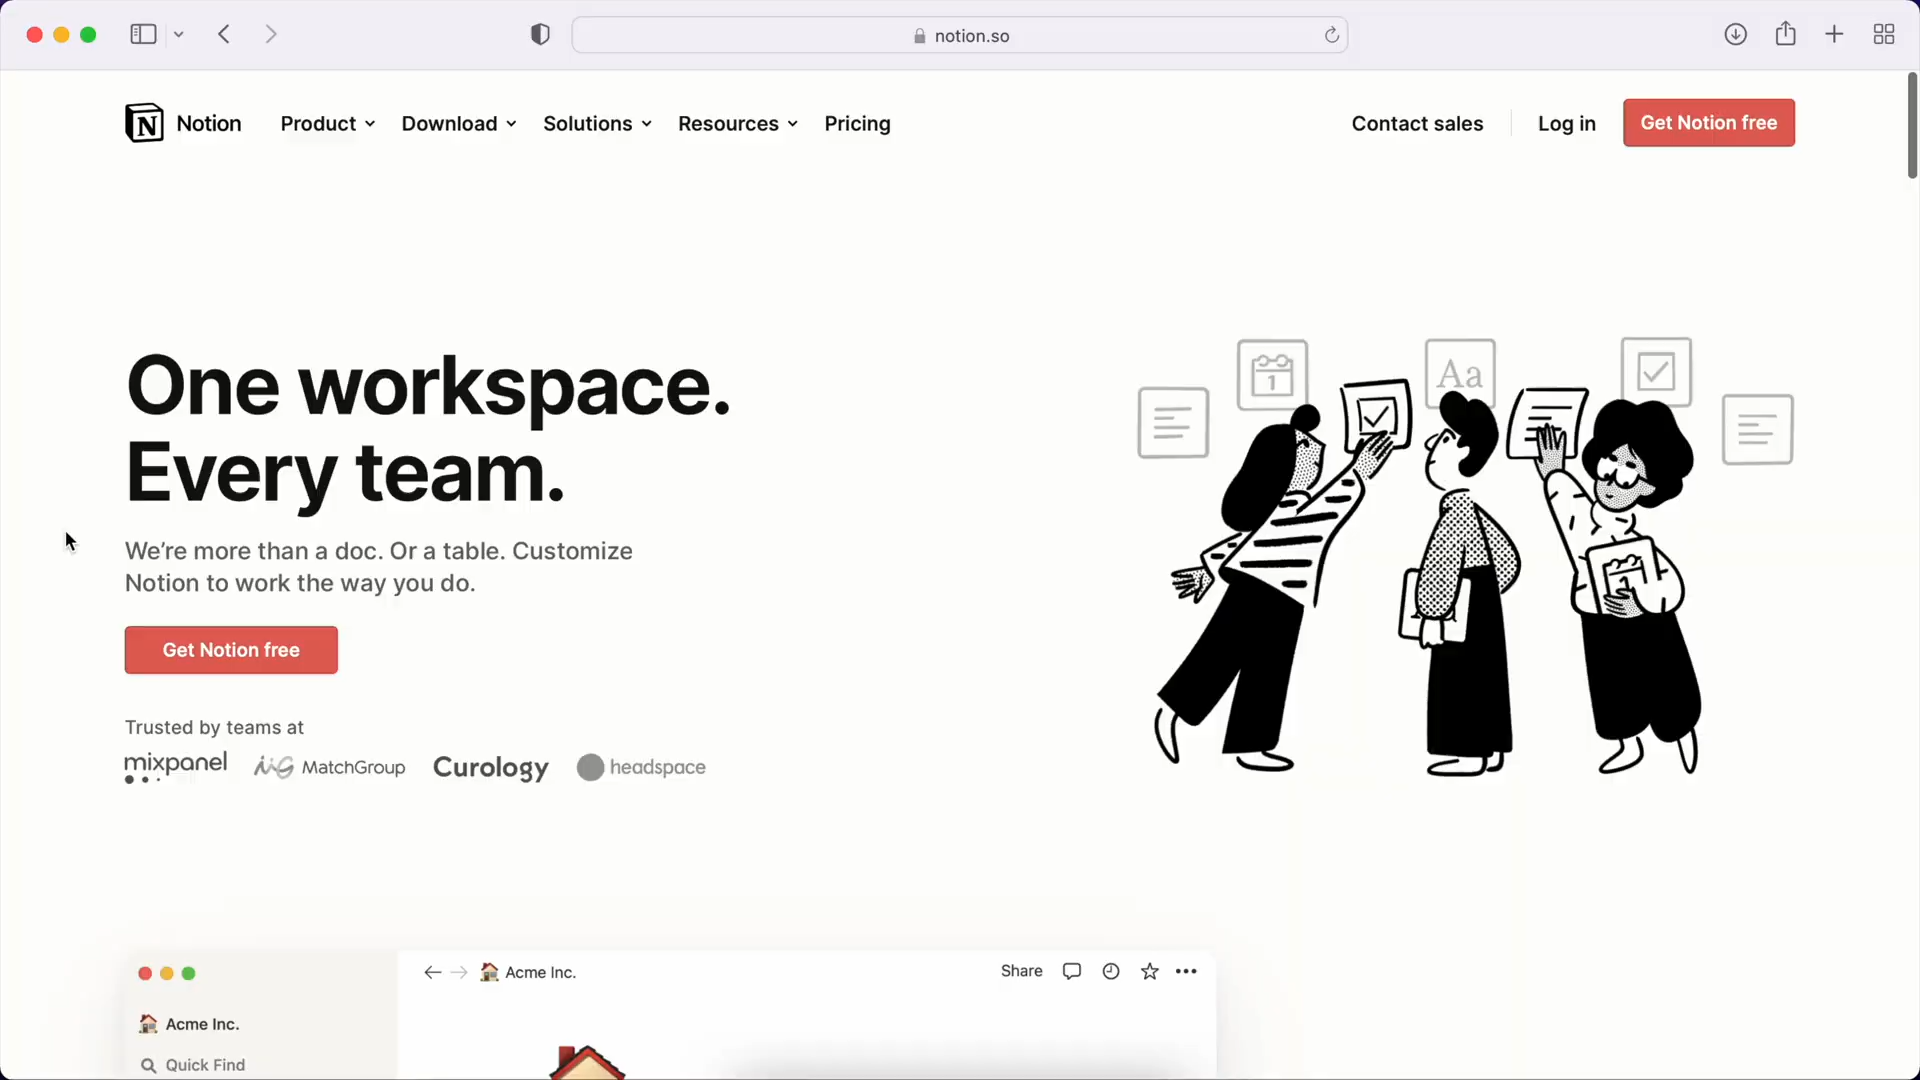 notion.so
Notion Product Download Solutions Resources Pricing Contact sales Log in Get Notion free
One workspace.
Every team.
We're more than a doc. Or a table. Customize
Notion to work the way you do.
Get Notion free
Trusted by teams at
mixpanel MG MatchGroup Curology headspace
1
Aa
1
Acme Inc. Share
Acme Inc.
Quick Find